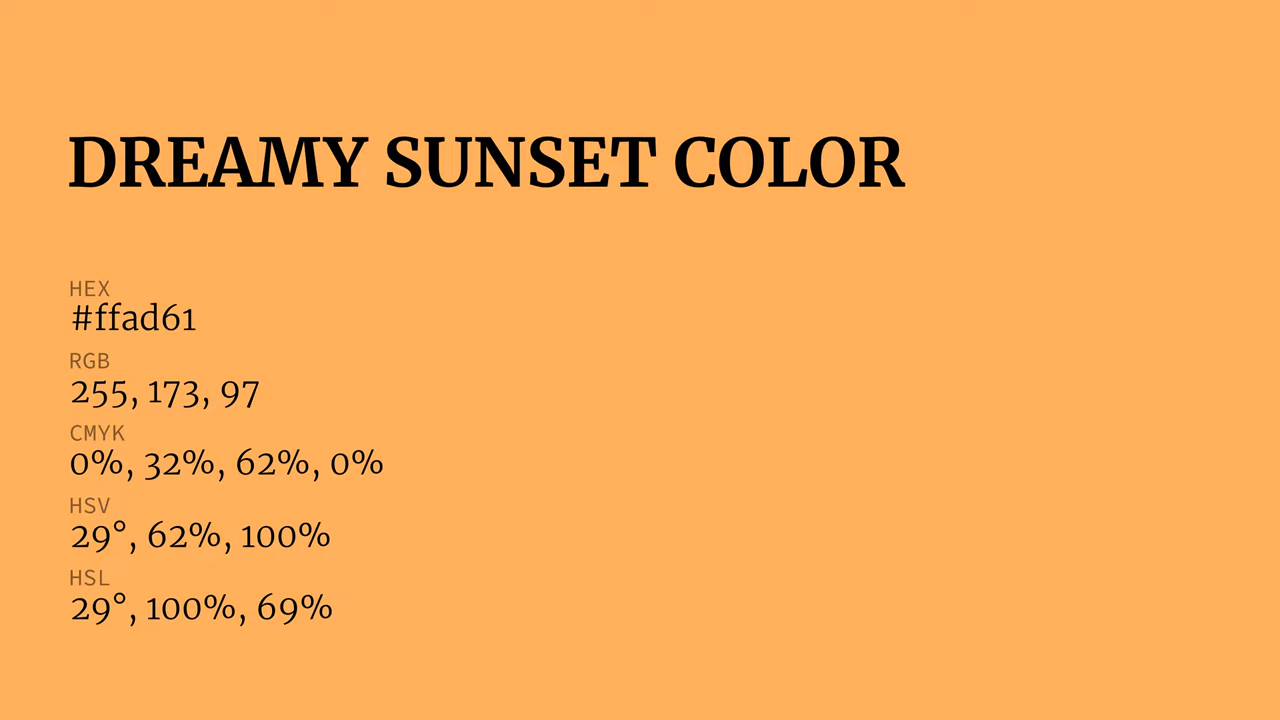 DREAMY SUNSET COLOR
HEX
#ffad61
RGB
255, 173, 97
CMYK
0%, 32%, 62%, 0%
HSV
29°, 62%, 100%
HSL
29°, 100%, 69%